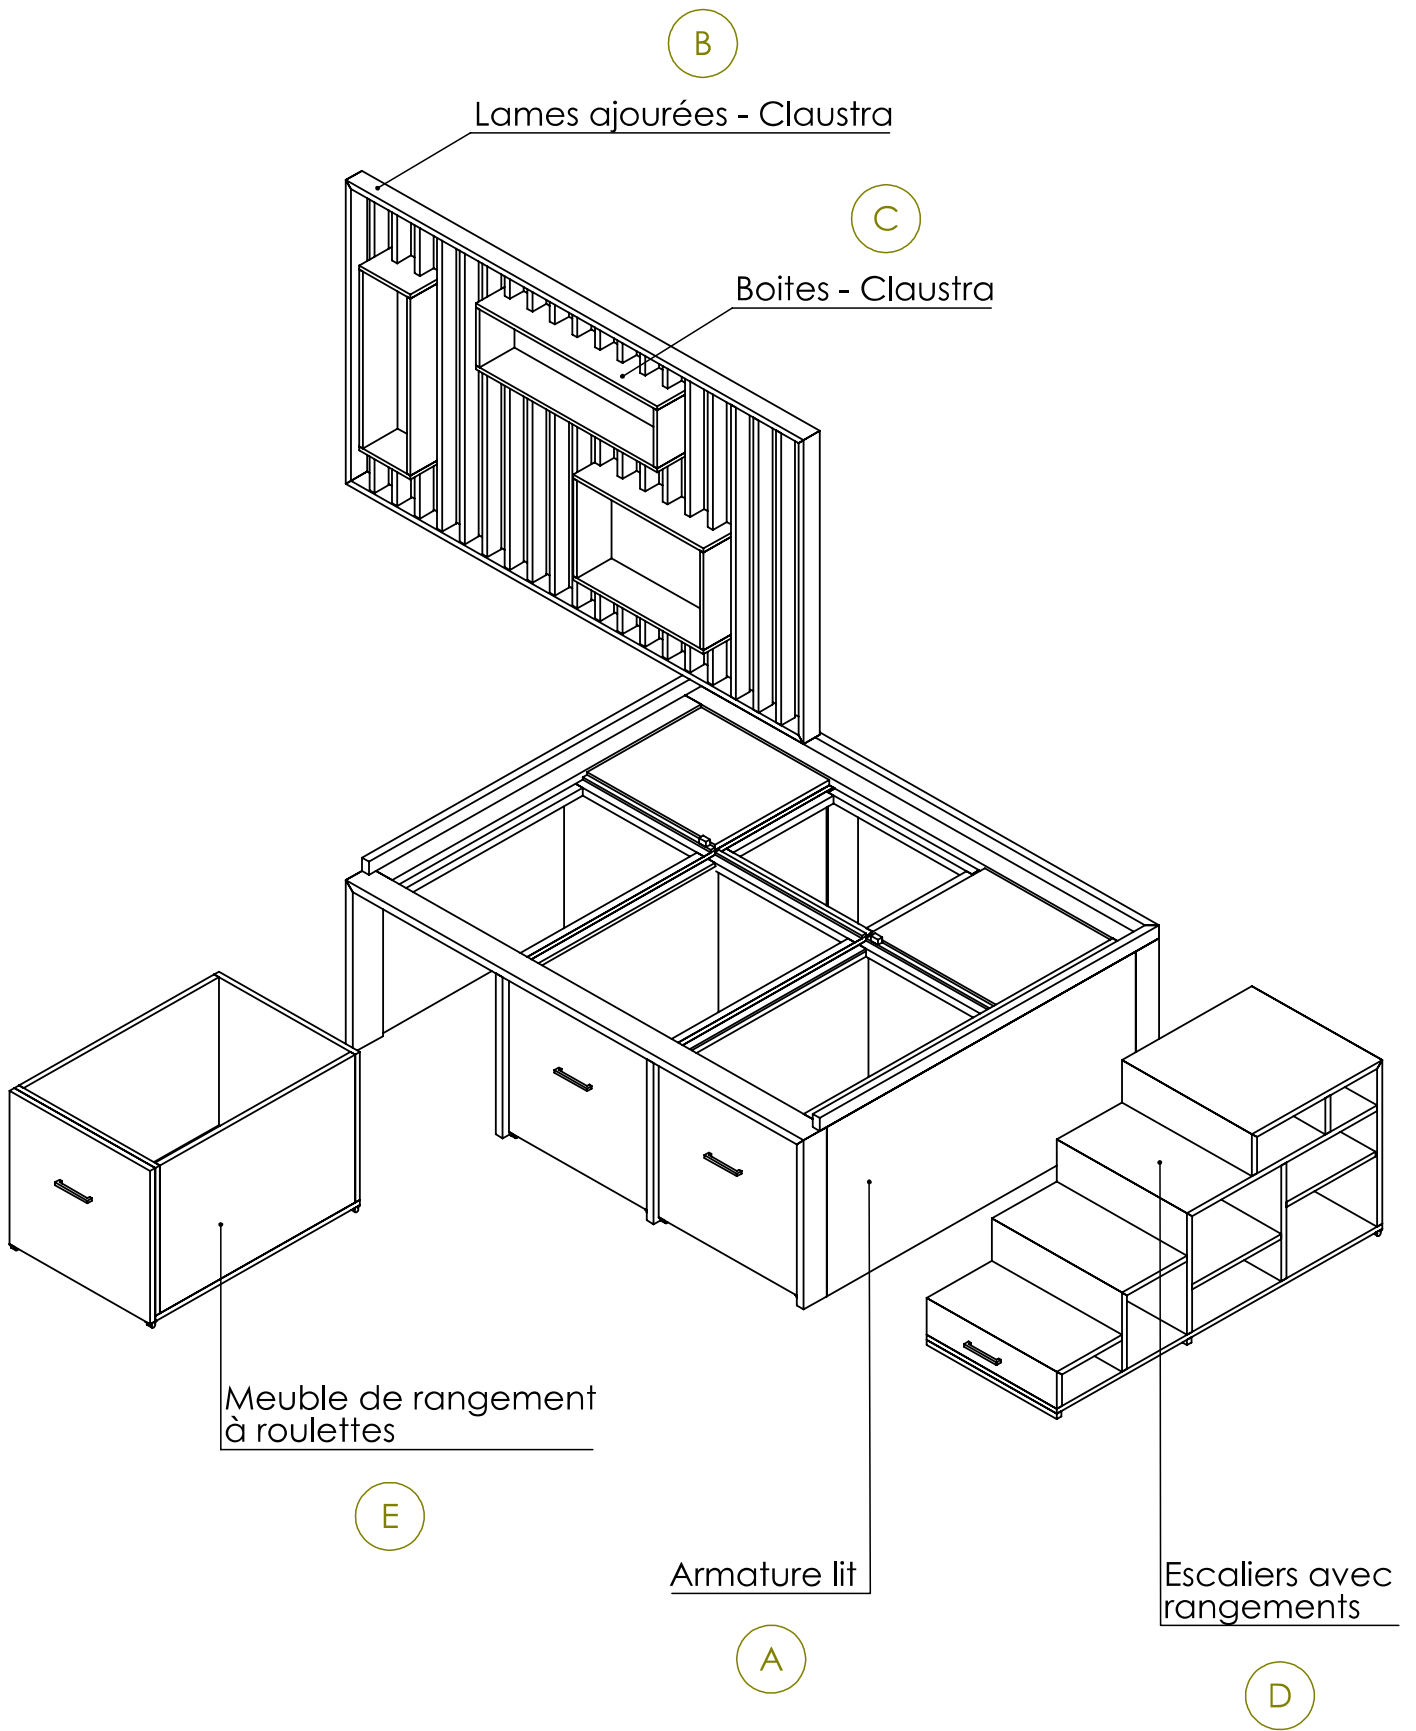 B
Lames ajourées - Claustra
C
Boites - Claustra
Meuble de rangement
à roulettes
E
Armature lit
A
Escaliers avec
rangements
D